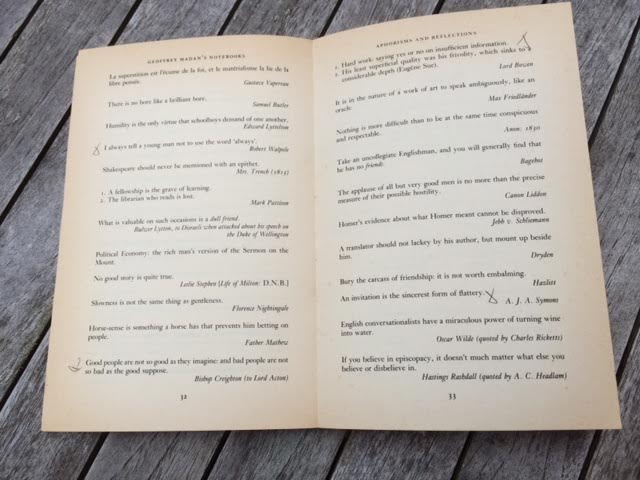 GEOFFREY MADAN'S NOTEBOOKS
La superstition est l'écume de la foi, et le matérialisme la lie de la
libre pensée.
Gustave Vapereau
There is no bore like a brilliant bore.
Samuel Butler
Humility is the only virtue that schoolboys demand of one another.
Edward Lyttelton
I always tell a young man not to use the word 'always'.
Robert Walpole
Shakespeare should never be mentioned with an epithet.
Mrs. Trench (1815)
1. A fellowship is the grave of learning.
2. The librarian who reads is lost.
Mark Pattison
What is valuable on such occasions is a dull friend.
Bulwer Lytton, to Disraeli when attacked about his speech on
the Duke of Wellington
Political Economy: the rich man's version of the Sermon on the
Mount.
No good story is quite true.
Leslie Stephen [Life of Milton: D.N.B.]
Slowness is not the same thing as gentleness.
Florence Nightingale
Horse-sense is something a horse has that prevents him betting on
people.
Father Mathew
Good people are not so good as they imagine: and bad people are not
so bad as the good suppose.
Bishop Creighton (to Lord Acton)
32
APHORISMS AND REFLECTIONS
1. Hard work: saying yes or no on insufficient information.
2. His least superficial quality was his frivolity, which sinks to a
considerable depth (Eugène Sue).
Lord Bowen
It is in the nature of a work of art to speak ambiguously, like an
oracle.
Max Friedländer
Nothing is more difficult than to be at the same time conspicuous
and respectable.
Anon: 1830
Take an uncollegiate Englishman, and you will generally find that
he has no friends.
Bagehot
The applause of all but very good men is no more than the precise
measure of their possible hostility.
Canon Liddon
Homer's evidence about what Homer meant cannot be disproved.
Jebb v. Schliemann
A translator should not lackey by his author, but mount up beside
him.
Dryden
Bury the carcass of friendship: it is not worth embalming.
Hazlitt
An invitation is the sincerest form of flattery.
A. J. A. Symons
English conversationalists have a miraculous power of turning wine
into water.
Oscar Wilde (quoted by Charles Ricketts)
If you believe in episcopacy, it doesn't much matter what else you
believe or disbelieve in.
Hastings Rashdall (quoted by A. C. Headlam)
33